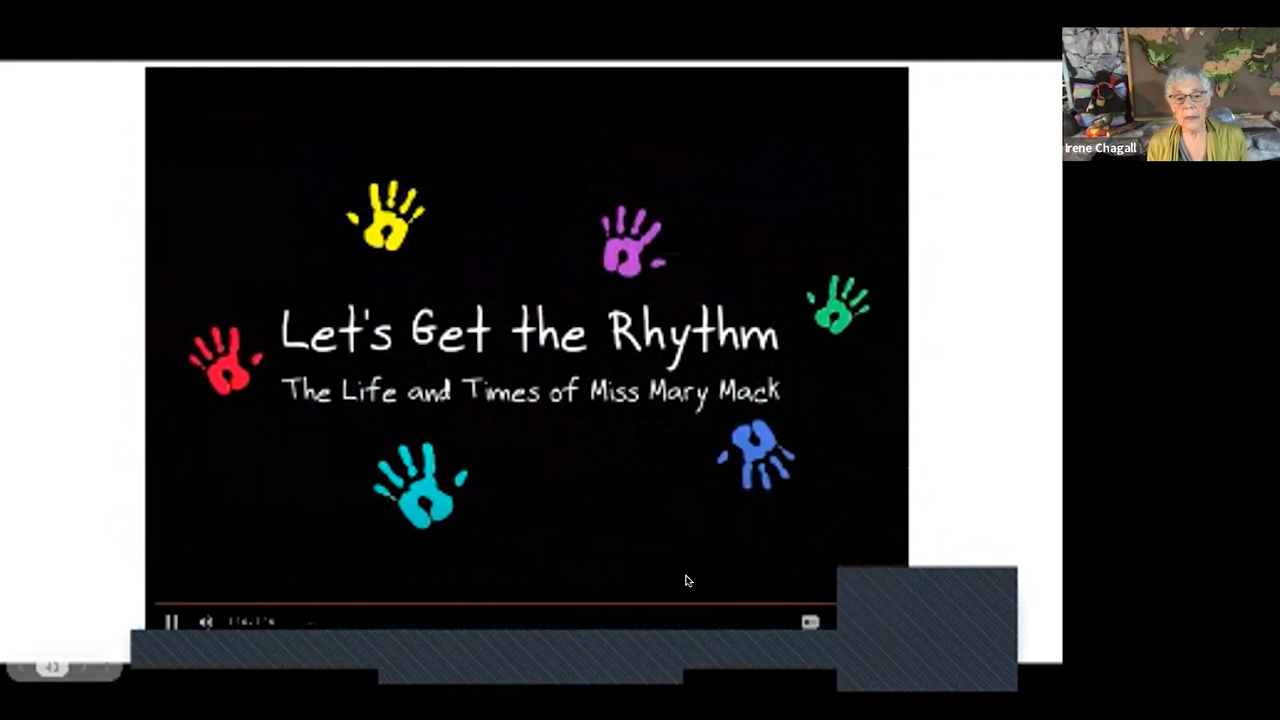 Let's Get the Rhythm
The Life and Times of Miss Mary Mack
Irene Chagall